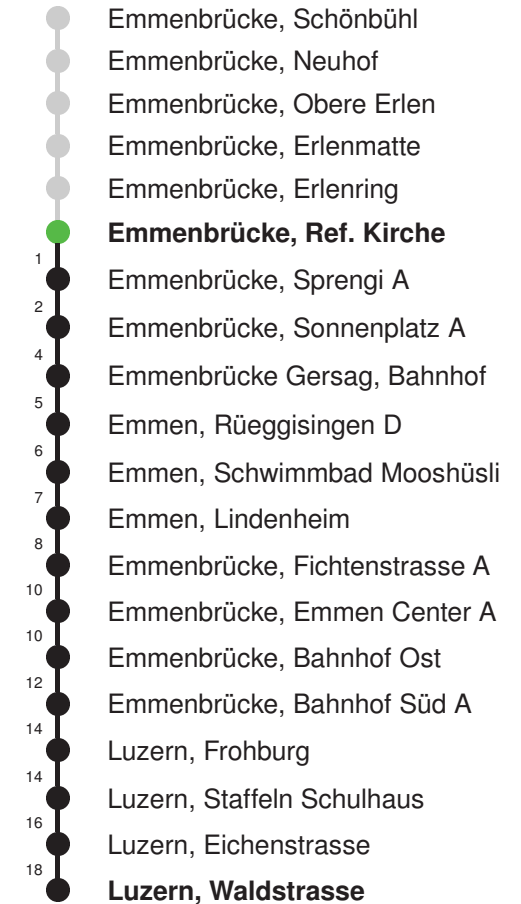 Emmenbrücke, Schönbühl
Emmenbrücke, Neuhof
Emmenbrücke, Obere Erlen
Emmenbrücke, Erlenmatte
Emmenbrücke, Erlenring
Emmenbrücke, Ref. Kirche
1 Emmenbrücke, Sprengi A
2 Emmenbrücke, Sonnenplatz A
4 Emmenbrücke Gersag, Bahnhof
5 Emmen, Rüeggisingen D
6 Emmen, Schwimmbad Mooshüsli
7 Emmen, Lindenheim
8 Emmenbrücke, Fichtenstrasse A
10 Emmenbrücke, Emmen Center A
10 Emmenbrücke, Bahnhof Ost
12 Emmenbrücke, Bahnhof Süd A
14 Luzern, Frohburg
14 Luzern, Staffeln Schulhaus
16 Luzern, Eichenstrasse
18 Luzern, Waldstrasse